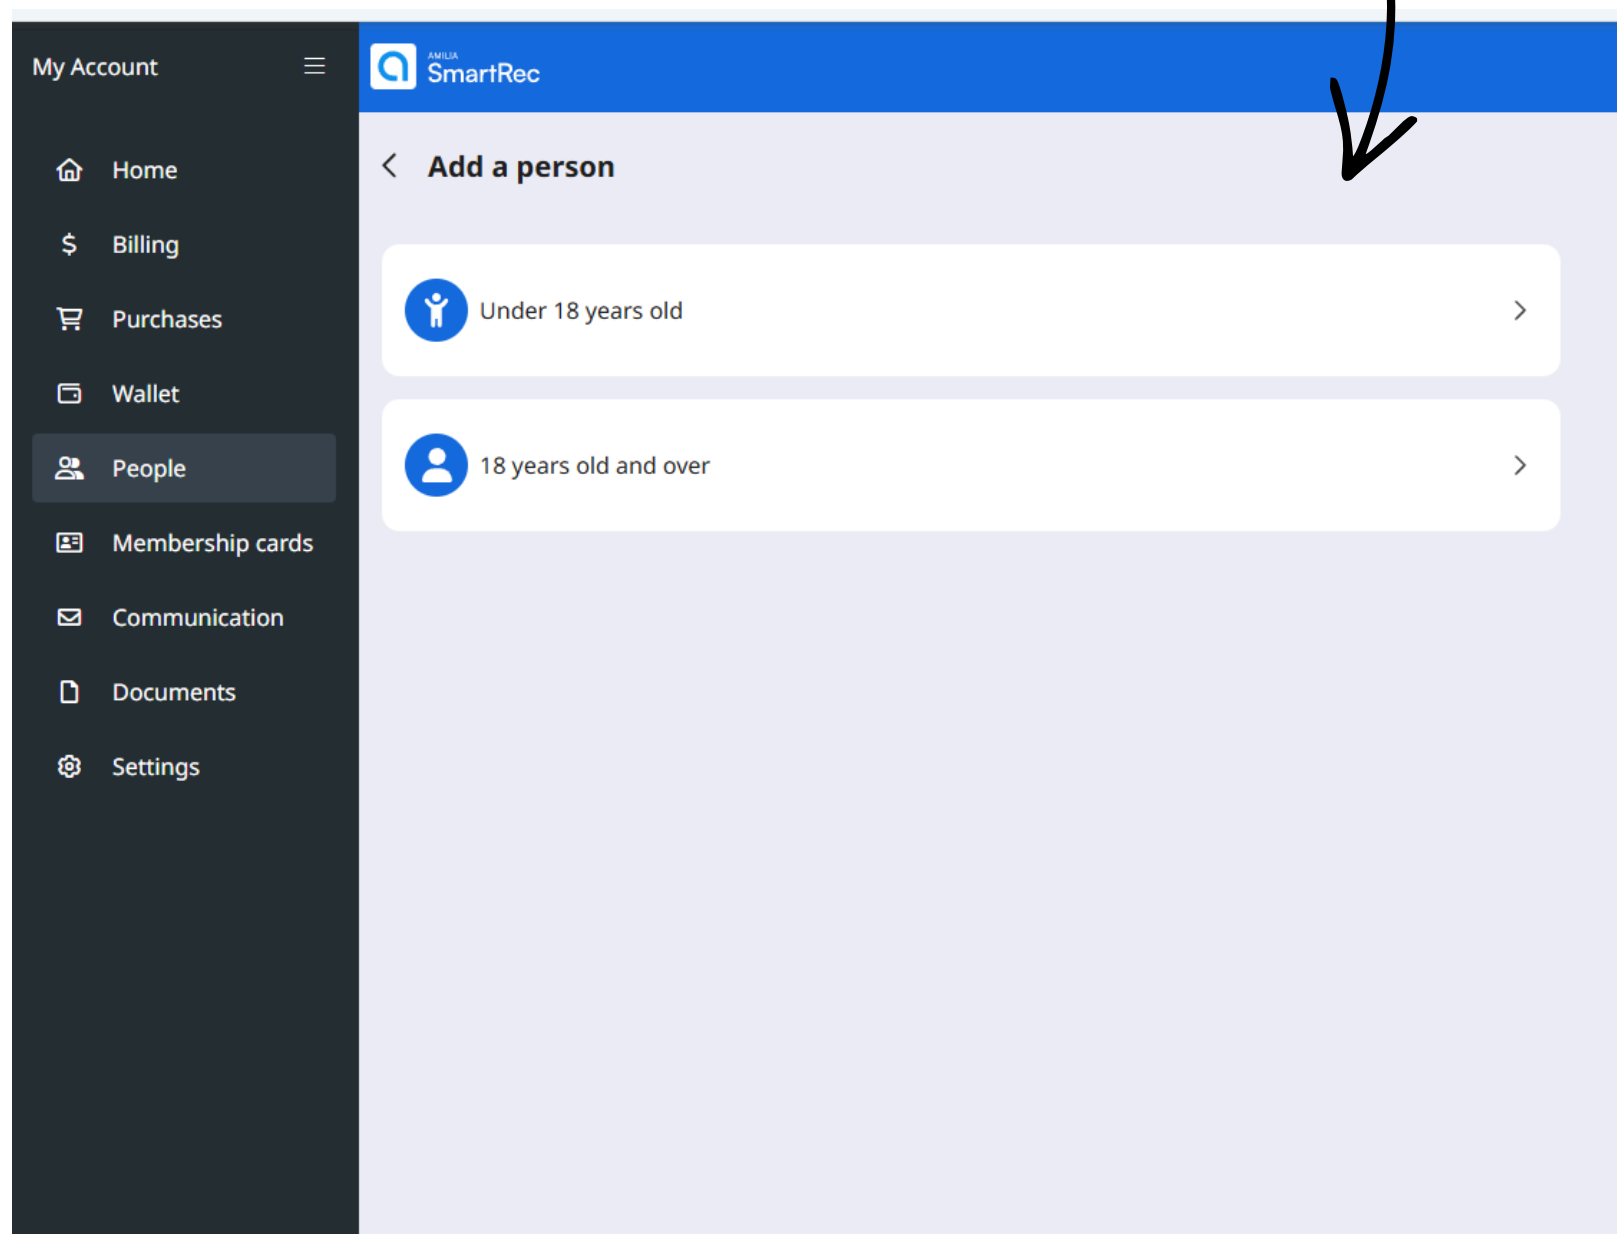 My Account
AMILIA
SmartRec
Home
Billing
Purchases
Wallet
People
Membership cards
Communication
Documents
Settings
Add a person
Under 18 years old
18 years old and over